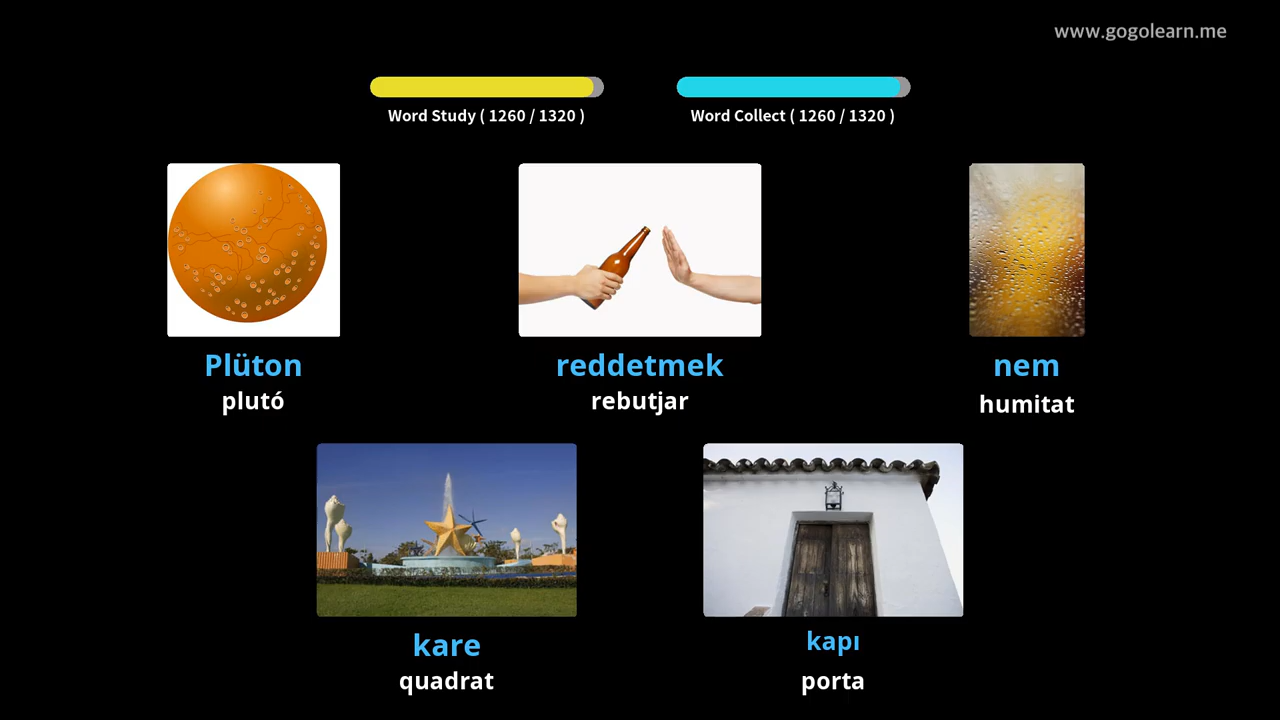 www.gogolearn.me
Word Study ( 1260 / 1320 )
Word Collect ( 1260 / 1320 )
Plüton
plutó
reddetmek
rebutjar
nem
humitat
kare
quadrat
kapı
porta